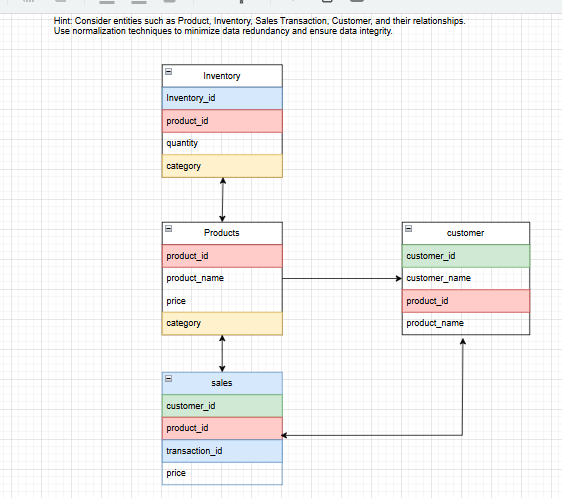 Hint: Consider entities such as Product, Inventory, Sales Transaction, Customer, and their relationships.
Use normalization techniques to minimize data redundancy and ensure data integrity.
Inventory
Inventory_id
product_id
quantity
category
Products
product_id
product_name
price
category
customer
customer_id
customer_name
product_id
product_name
sales
customer_id
product_id
transaction_id
price